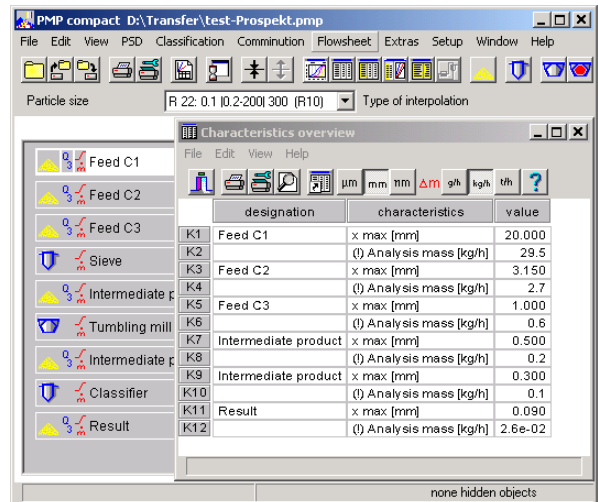 PMP compact D:\Transfer\test-Prospekt.pmp
File Edit View PSD Classification Comminution Flowsheet Extras Setup Window Help
Particle size R 22: 0.1 |0.2-200| 300 (R10) Type of interpolation
Characteristics overview
File Edit View Help
µm mm nm Δm g/h kg/h t/h ?
designation characteristics value
K1 Feed C1 x max [mm] 20.000
K2 (!) Analysis mass [kg/h] 29.5
K3 Feed C2 x max [mm] 3.150
K4 (!) Analysis mass [kg/h] 2.7
K5 Feed C3 x max [mm] 1.000
K6 (!) Analysis mass [kg/h] 0.6
K7 Intermediate product x max [mm] 0.500
K8 (!) Analysis mass [kg/h] 0.2
K9 Intermediate product x max [mm] 0.300
K10 (!) Analysis mass [kg/h] 0.1
K11 Result x max [mm] 0.090
K12 (!) Analysis mass [kg/h] 2.6e-02
Q3 m Feed C1
Q3 m Feed C2
Q3 m Feed C3
m Sieve
Q3 m Intermediate p
m Tumbling mill
Q3 m Intermediate p
m Classifier
Q3 m Result
none hidden objects